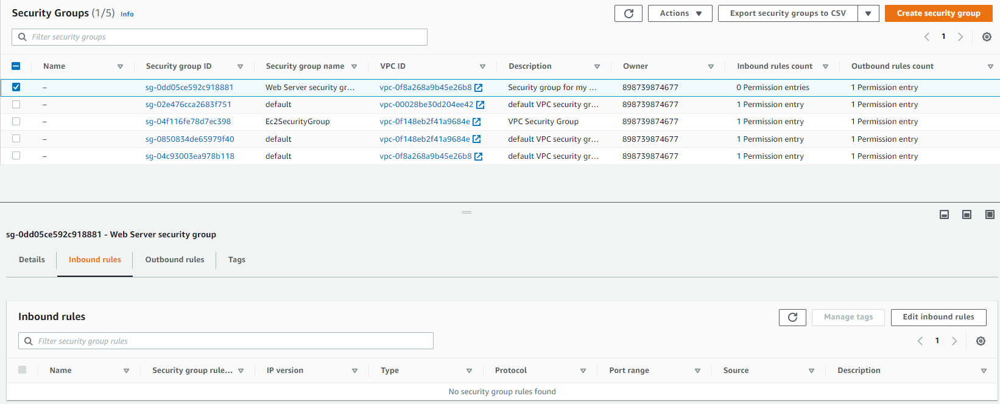 Security Groups (1/5) Info
Actions
Export security groups to CSV
Create security group
Filter security groups
1
Name Security group ID Security group name VPC ID Description Owner Inbound rules count Outbound rules count
– sg-0dd05ce592c918881 Web Server security gr... vpc-0f8a268a9b45e26b8 Security group for my ... 898739874677 0 Permission entries 1 Permission entry
– sg-02e476cca2683f751 default vpc-00028be30d204ee42 default VPC security gr... 898739874677 1 Permission entry 1 Permission entry
– sg-04f116fe78d7ec398 Ec2SecurityGroup vpc-0f148eb2f41a9684e VPC Security Group 898739874677 1 Permission entry 1 Permission entry
– sg-0850834de65979f40 default vpc-0f148eb2f41a9684e default VPC security gr... 898739874677 1 Permission entry 1 Permission entry
– sg-04c93003ea978b118 default vpc-0f8a268a9b45e26b8 default VPC security gr... 898739874677 1 Permission entry 1 Permission entry
sg-0dd05ce592c918881 - Web Server security group
Details Inbound rules Outbound rules Tags
Inbound rules
Manage tags
Edit inbound rules
Filter security group rules
1
Name Security group rule... IP version Type Protocol Port range Source Description
No security group rules found